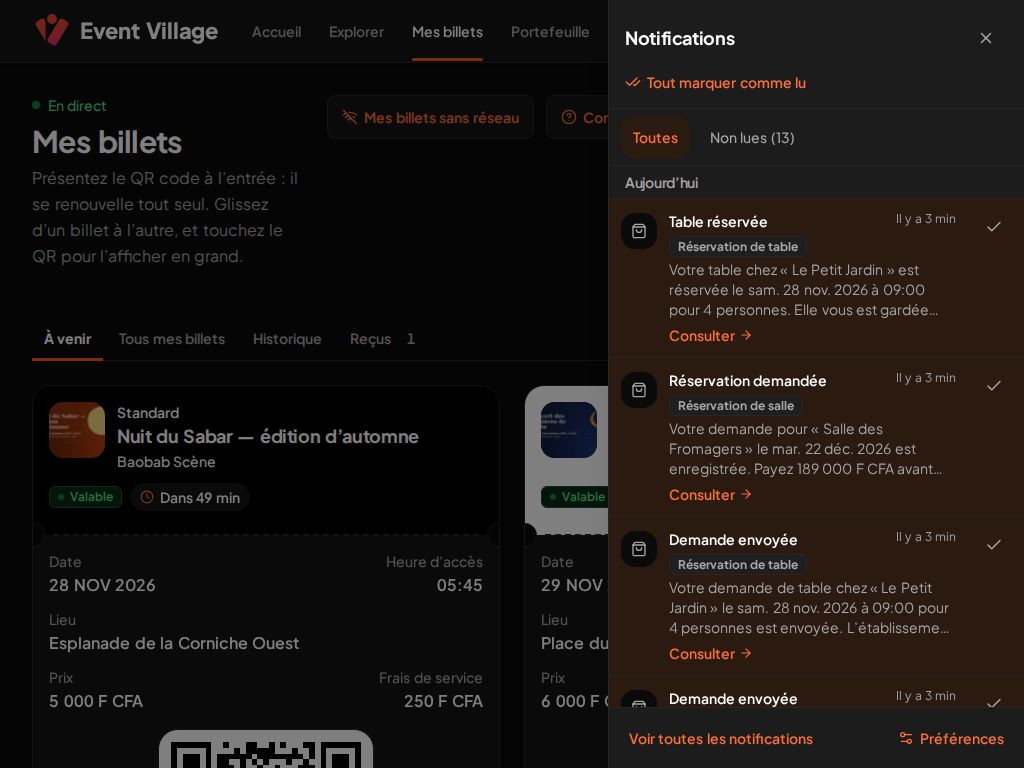 Event Village
Accueil
Explorer
Mes billets
Portefeuille
En direct
Mes billets
Présentez le QR code à l'entrée : il
se renouvelle tout seul. Glissez
d'un billet à l'autre, et touchez le
QR pour l'afficher en grand.
Mes billets sans réseau
À venir
Tous mes billets
Historique
Reçus 1
Standard
Nuit du Sabar — édition d'automne
Baobab Scène
Valable
Dans 49 min
Date
Heure d'accès
28 NOV 2026
05:45
Lieu
Esplanade de la Corniche Ouest
Prix
Frais de service
5 000 F CFA
250 F CFA
Valable
Date
29 NOV
Lieu
Place du
Prix
6 000 F
Notifications
Tout marquer comme lu
Toutes
Non lues (13)
Aujourd'hui
Table réservée
Il y a 3 min
Réservation de table
Votre table chez « Le Petit Jardin » est
réservée le sam. 28 nov. 2026 à 09:00
pour 4 personnes. Elle vous est gardée…
Consulter →
Réservation demandée
Il y a 3 min
Réservation de salle
Votre demande pour « Salle des
Fromagers » le mar. 22 déc. 2026 est
enregistrée. Payez 189 000 F CFA avant…
Consulter →
Demande envoyée
Il y a 3 min
Réservation de table
Votre demande de table chez « Le Petit
Jardin » le sam. 28 nov. 2026 à 09:00 pour
4 personnes est envoyée. L'établisseme…
Consulter →
Demande envoyée
Il y a 3 min
Voir toutes les notifications
Préférences